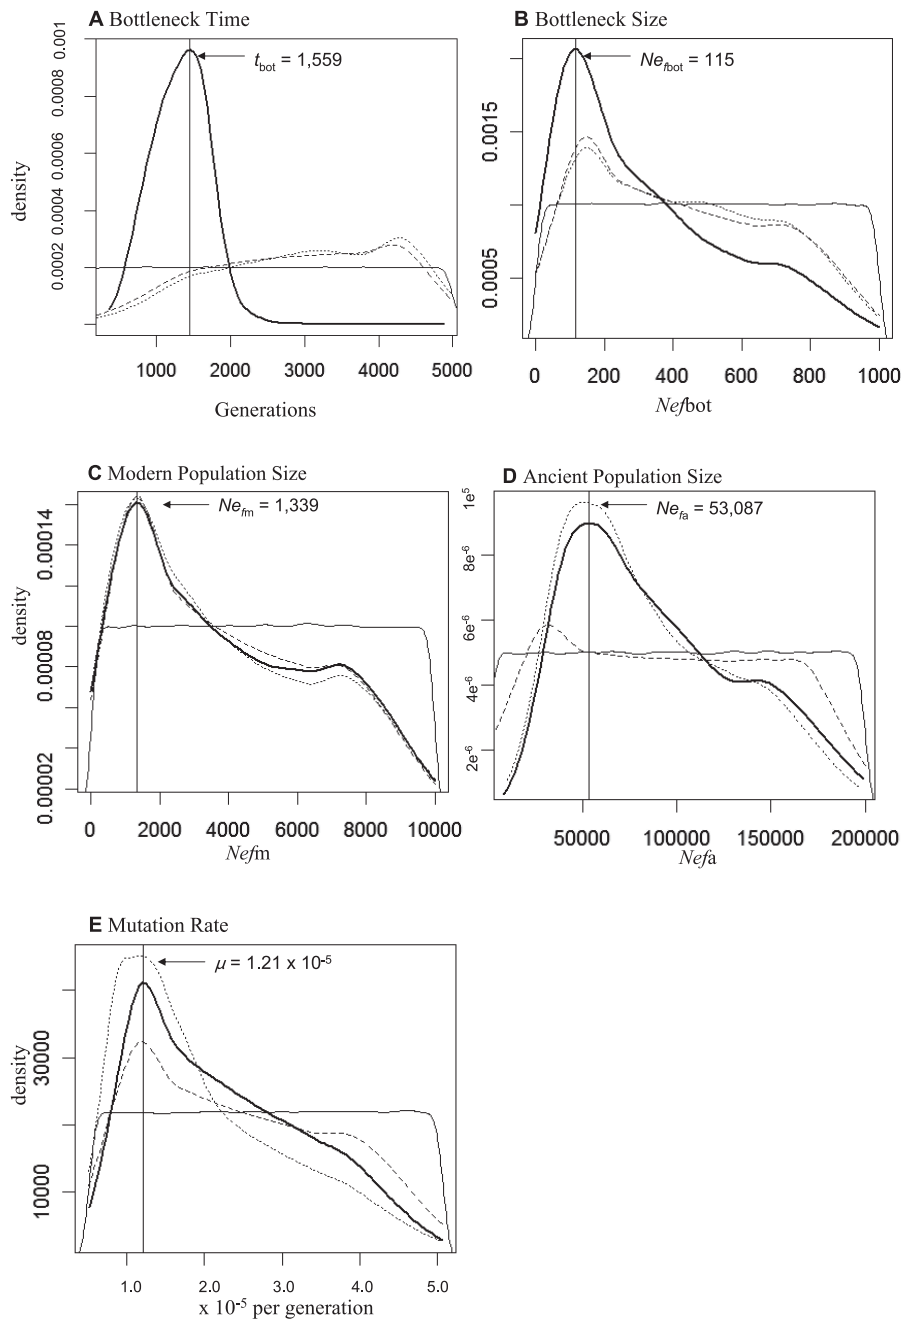 A Bottleneck Time
t_bot = 1,559
density
0.0002 0.0004 0.0006 0.0008 0.001
1000 2000 3000 4000 5000
Generations
B Bottleneck Size
Ne_fbot = 115
0.0005 0.0015
0 200 400 600 800 1000
Nefbot
C Modern Population Size
Ne_fm = 1,339
density
0.00002 0.00008 0.00014
0 2000 4000 6000 8000 10000
Nefm
D Ancient Population Size
Ne_fa = 53,087
2e-6 4e-6 6e-6 8e-6 1e5
50000 100000 150000 200000
Nefa
E Mutation Rate
μ = 1.21 x 10-5
density
10000 30000
1.0 2.0 3.0 4.0 5.0
x 10-5 per generation